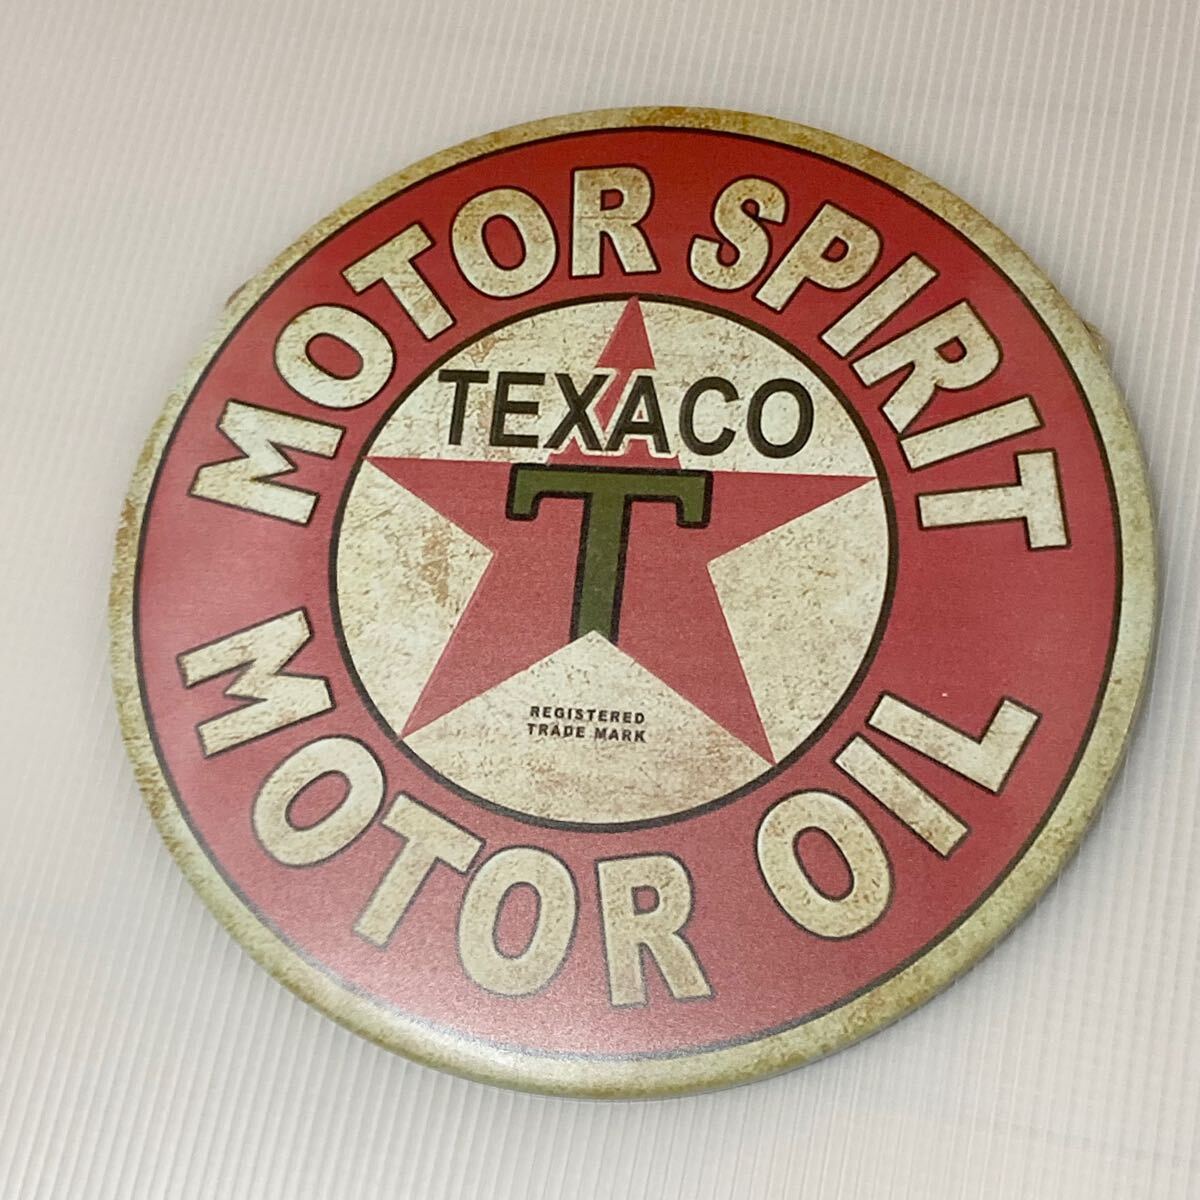 MOTOR SPIRIT
TEXACO
T
REGISTERED
TRADE MARK
MOTOR OIL